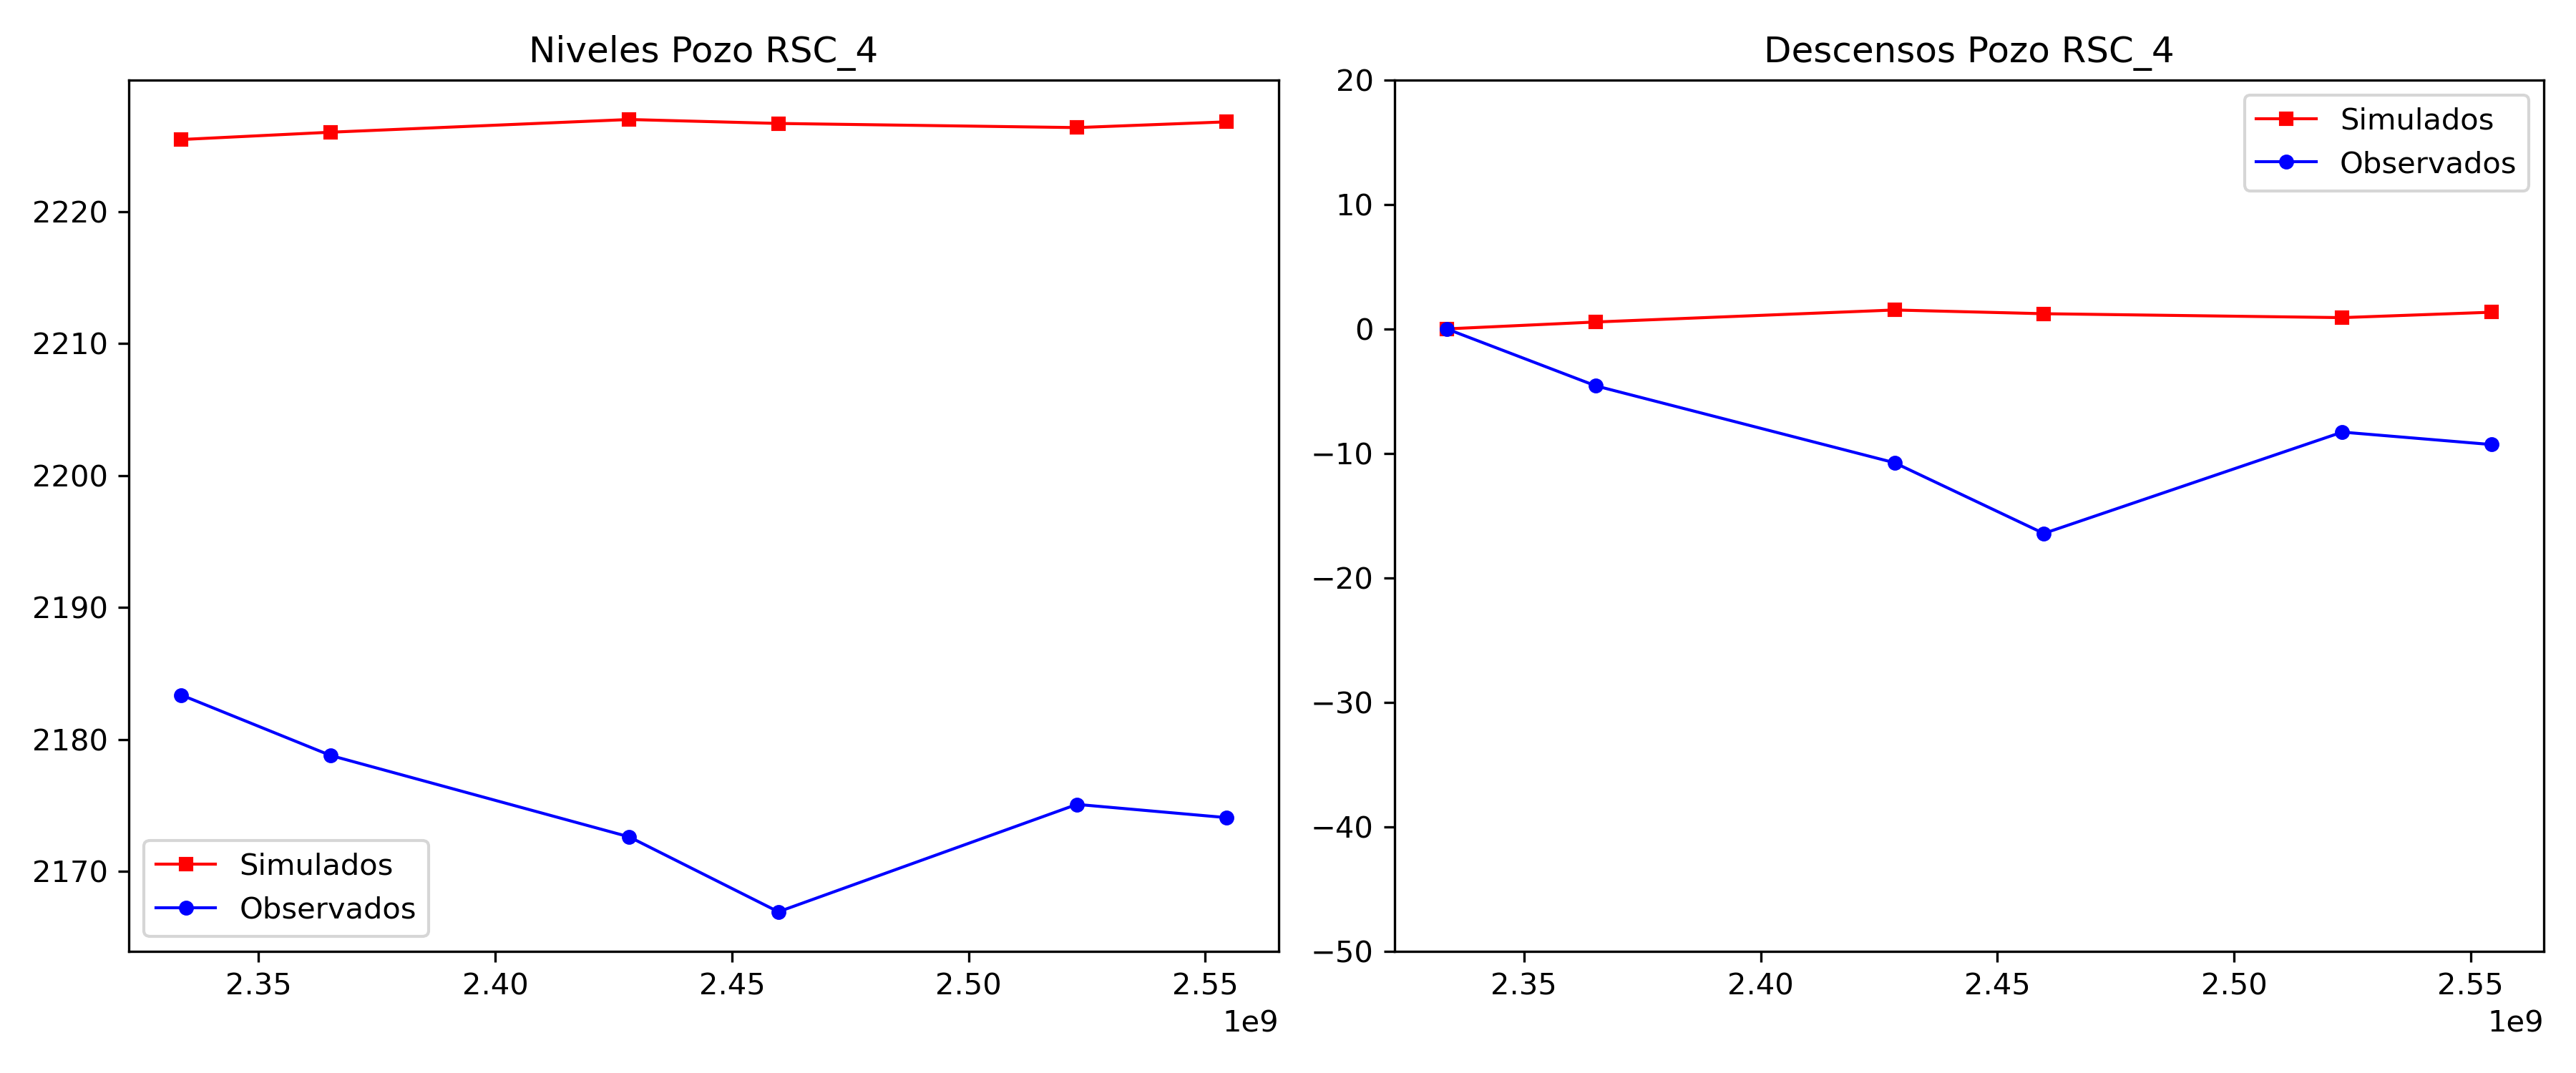 Niveles Pozo RSC_4
2220
2210
2200
2190
2180
2170
Simulados
Observados
2.35 2.40 2.45 2.50 2.55
1e9
Descensos Pozo RSC_4
20
10
0
−10
−20
−30
−40
−50
Simulados
Observados
2.35 2.40 2.45 2.50 2.55
1e9